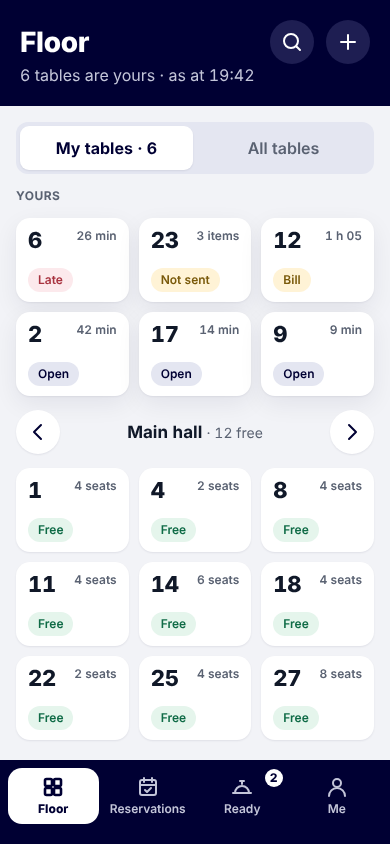 Floor
6 tables are yours · as at 19:42
My tables · 6
All tables
YOURS
6 26 min
Late
23 3 items
Not sent
12 1 h 05
Bill
2 42 min
Open
17 14 min
Open
9 9 min
Open
Main hall · 12 free
1 4 seats
Free
4 2 seats
Free
8 4 seats
Free
11 4 seats
Free
14 6 seats
Free
18 4 seats
Free
22 2 seats
Free
25 4 seats
Free
27 8 seats
Free
Floor
Reservations
2
Ready
Me